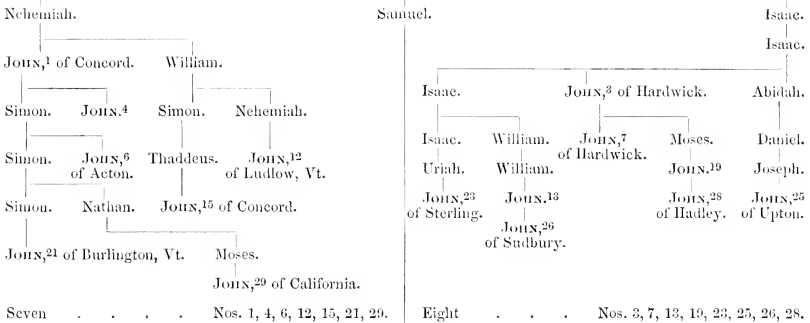 Nehemiah. Samuel. Isaac.
Isaac.
JOHN,¹ of Concord. William.
Isaac. JOHN,³ of Hardwick. Abidah.
Simon. JOHN.⁴ Simon. Nehemiah.
Isaac. William. JOHN,⁷ Moses. Daniel.
of Hardwick.
Simon. JOHN,⁶ Thaddeus. JOHN,¹²
of Acton. of Ludlow, Vt.
Uriah. William. JOHN.¹⁹ Joseph.
Simon. Nathan. JOHN,¹⁵ of Concord.
JOHN,²³ JOHN.¹³ JOHN,²⁸ JOHN,²⁵
of Sterling. of Hadley. of Upton.
JOHN,²⁶
of Sudbury.
JOHN,²¹ of Burlington, Vt. Moses.
JOHN,²⁹ of California.
Seven . . . . Nos. 1, 4, 6, 12, 15, 21, 29. Eight . . . Nos. 3, 7, 13, 19, 23, 25, 26, 28.